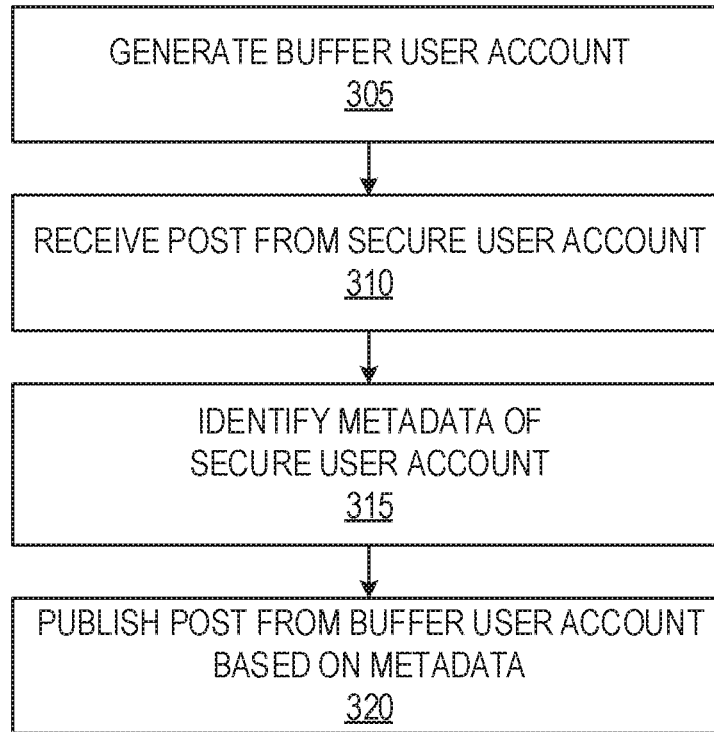 GENERATE BUFFER USER ACCOUNT
305
RECEIVE POST FROM SECURE USER ACCOUNT
310
IDENTIFY METADATA OF
SECURE USER ACCOUNT
315
PUBLISH POST FROM BUFFER USER ACCOUNT
BASED ON METADATA
320